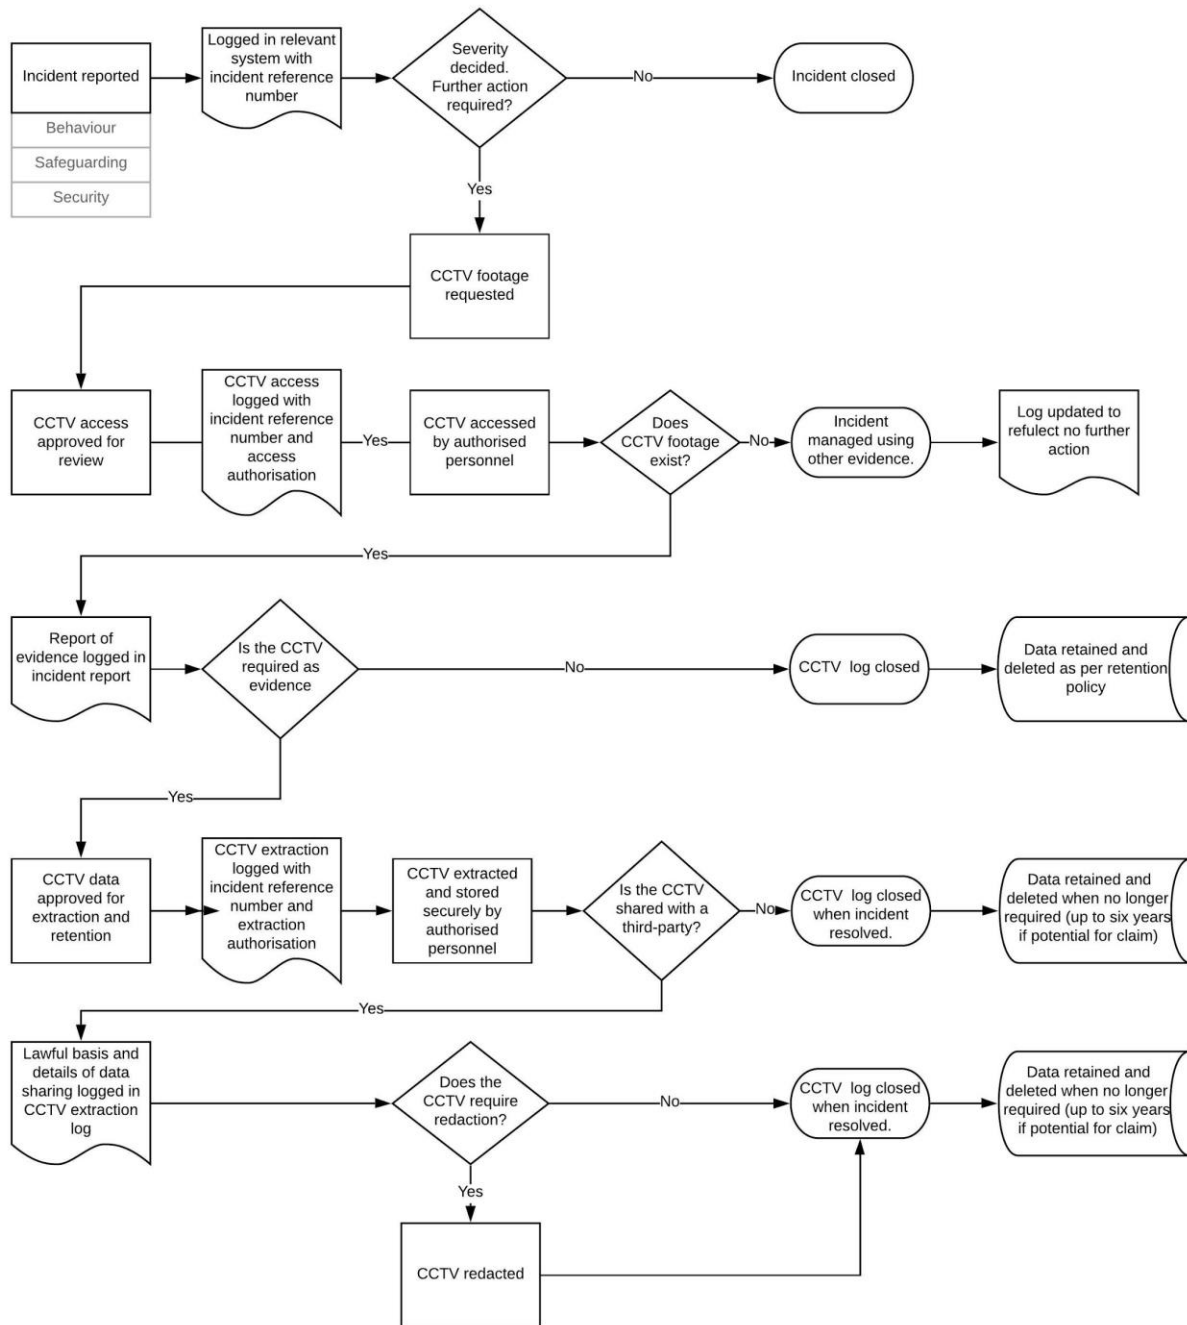 Incident reported
Behaviour
Safeguarding
Security
Logged in relevant
system with
incident reference
number
Severity
decided.
Further action
required?
No
Incident closed
Yes
CCTV footage
requested
CCTV access
approved for
review
CCTV access
logged with
incident reference
number and
access
authorisation
Yes
CCTV accessed
by authorised
personnel
Does
CCTV footage
exist?
No
Incident
managed using
other evidence.
Log updated to
refulect no further
action
Yes
Report of
evidence logged in
incident report
Is the CCTV
required as
evidence
No
CCTV log closed
Data retained and
deleted as per retention
policy
Yes
CCTV data
approved for
extraction and
retention
CCTV extraction
logged with
incident reference
number and
extraction
authorisation
CCTV extracted
and stored
securely by
authorised
personnel
Is the CCTV
shared with a
third-party?
No
CCTV log closed
when incident
resolved.
Data retained and
deleted when no longer
required (up to six years
if potential for claim)
Yes
Lawful basis and
details of data
sharing logged in
CCTV extraction
log
Does the
CCTV require
redaction?
No
CCTV log closed
when incident
resolved.
Data retained and
deleted when no longer
required (up to six years
if potential for claim)
Yes
CCTV redacted